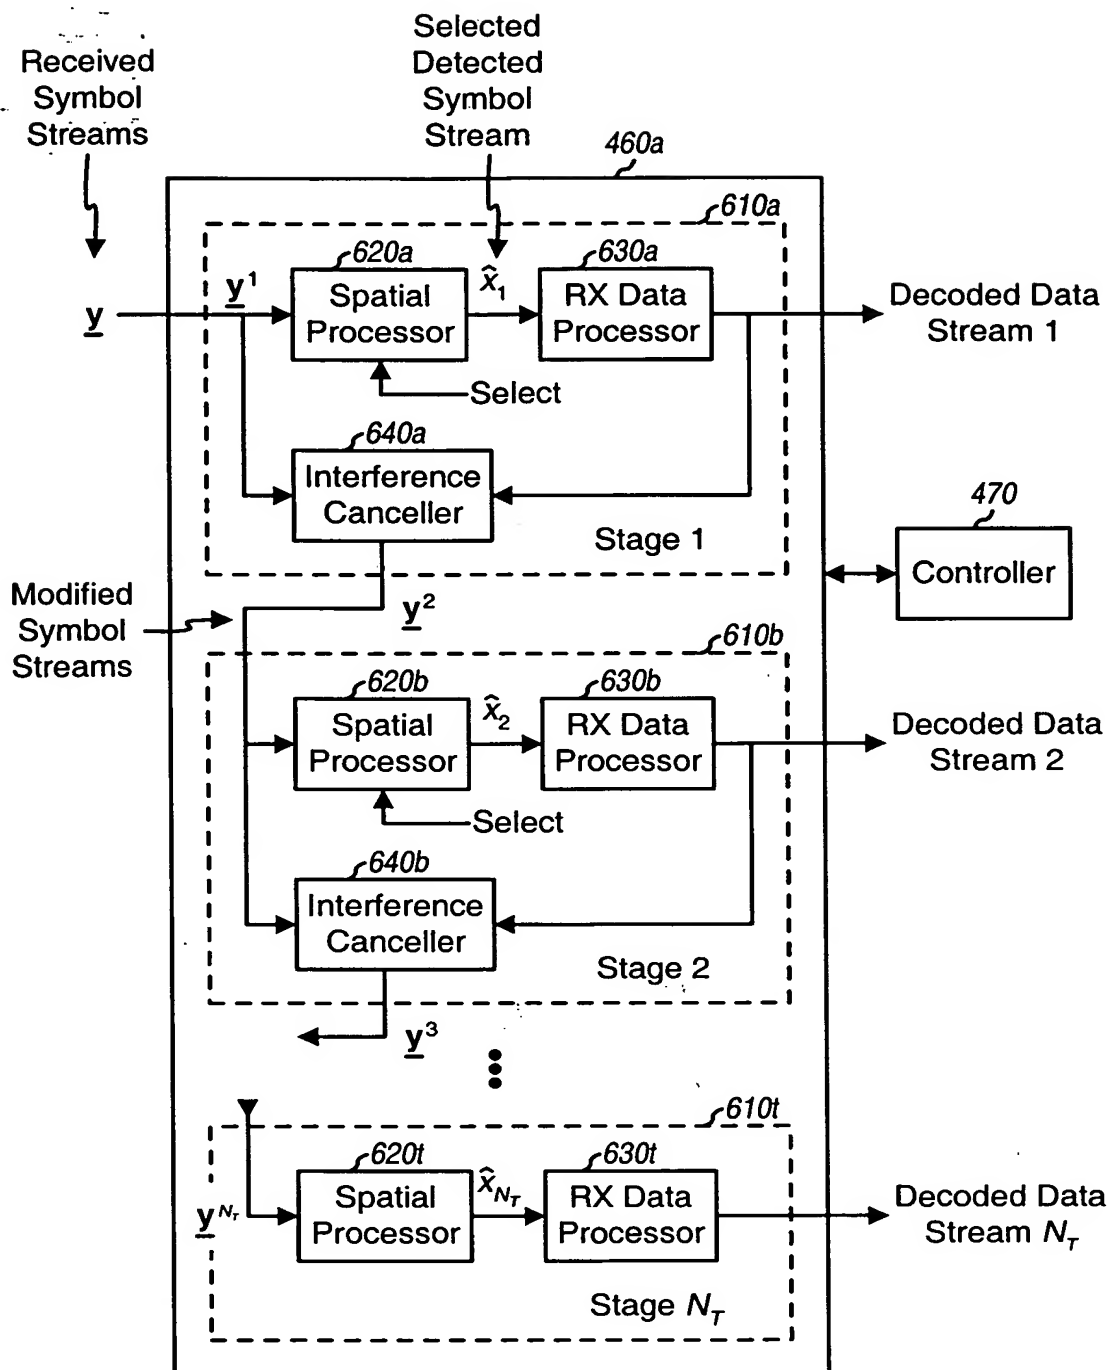 Received
Symbol
Streams
Selected
Detected
Symbol
Stream
460a
610a
620a
630a
y
y¹
Spatial
Processor
x̂₁
RX Data
Processor
Decoded Data
Stream 1
Select
640a
Interference
Canceller
Stage 1
470
Controller
Modified
Symbol
Streams
y²
610b
620b
630b
Spatial
Processor
x̂₂
RX Data
Processor
Decoded Data
Stream 2
Select
640b
Interference
Canceller
Stage 2
y³
610t
620t
630t
y^{N_T}
Spatial
Processor
x̂_{N_T}
RX Data
Processor
Decoded Data
Stream N_T
Stage N_T